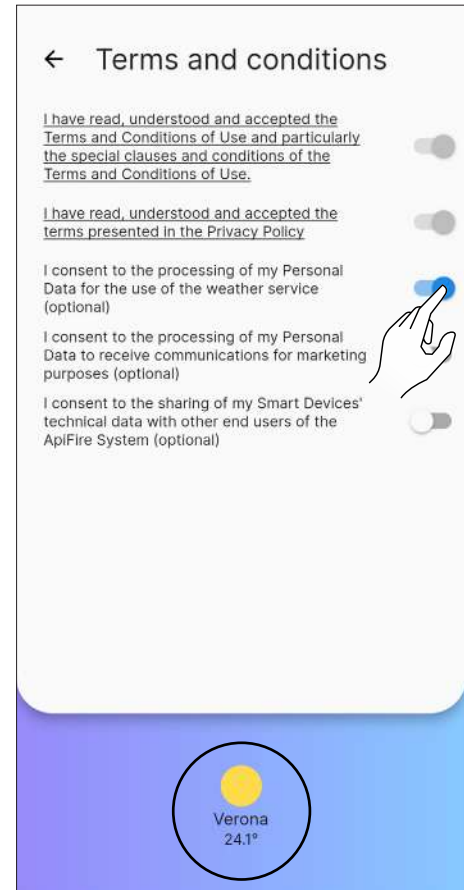 Terms and conditions
I have read, understood and accepted the
Terms and Conditions of Use and particularly
the special clauses and conditions of the
Terms and Conditions of Use.
I have read, understood and accepted the
terms presented in the Privacy Policy
I consent to the processing of my Personal
Data for the use of the weather service
(optional)
I consent to the processing of my Personal
Data to receive communications for marketing
purposes (optional)
I consent to the sharing of my Smart Devices'
technical data with other end users of the
ApiFire System (optional)
Verona
24.1°